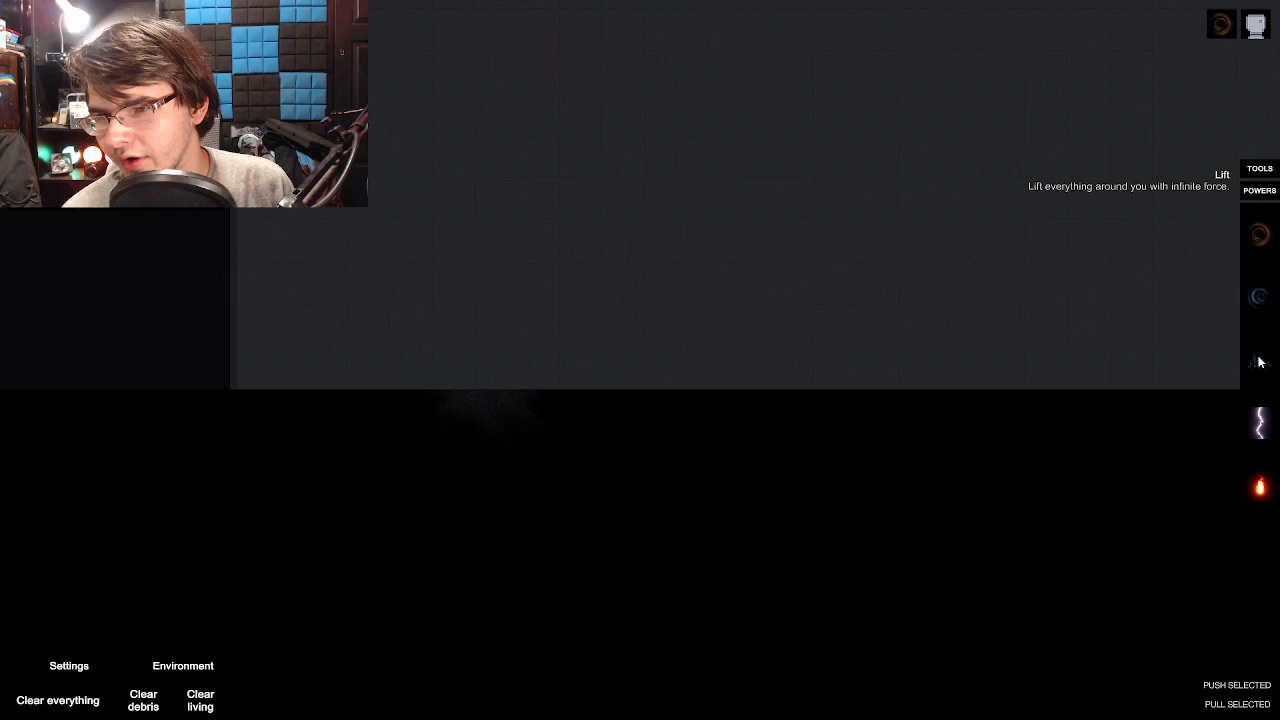 TOOLS
Lift
Lift everything around you with infinite force.
POWERS
Settings
Environment
Clear everything
Clear
debris
Clear
living
PUSH SELECTED
PULL SELECTED